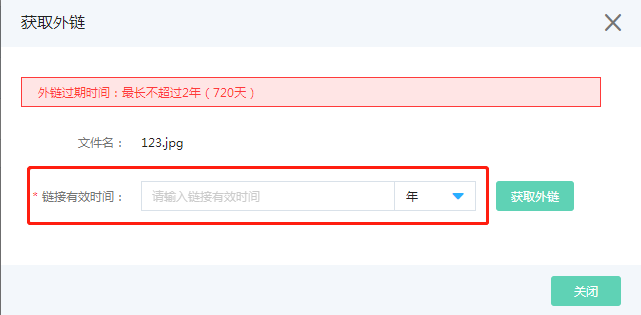 获取外链
外链过期时间：最长不超过2年（720天）
文件名： 123.jpg
* 链接有效时间： 请输入链接有效时间 年 获取外链
关闭